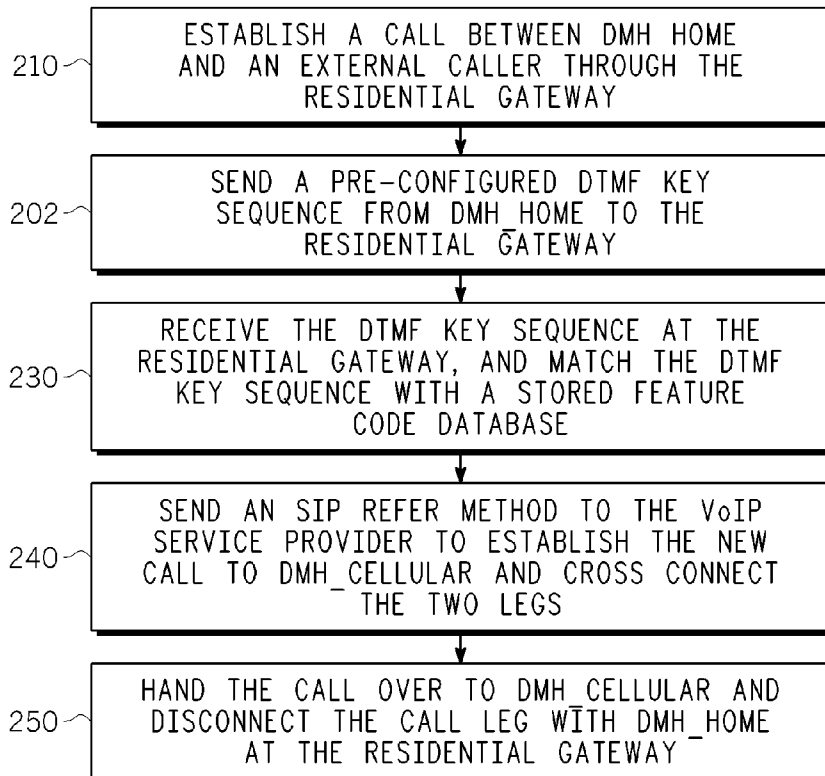 210
ESTABLISH A CALL BETWEEN DMH HOME
AND AN EXTERNAL CALLER THROUGH THE
RESIDENTIAL GATEWAY
202
SEND A PRE-CONFIGURED DTMF KEY
SEQUENCE FROM DMH_HOME TO THE
RESIDENTIAL GATEWAY
230
RECEIVE THE DTMF KEY SEQUENCE AT THE
RESIDENTIAL GATEWAY, AND MATCH THE DTMF
KEY SEQUENCE WITH A STORED FEATURE
CODE DATABASE
240
SEND AN SIP REFER METHOD TO THE VoIP
SERVICE PROVIDER TO ESTABLISH THE NEW
CALL TO DMH_CELLULAR AND CROSS CONNECT
THE TWO LEGS
250
HAND THE CALL OVER TO DMH_CELLULAR AND
DISCONNECT THE CALL LEG WITH DMH_HOME
AT THE RESIDENTIAL GATEWAY